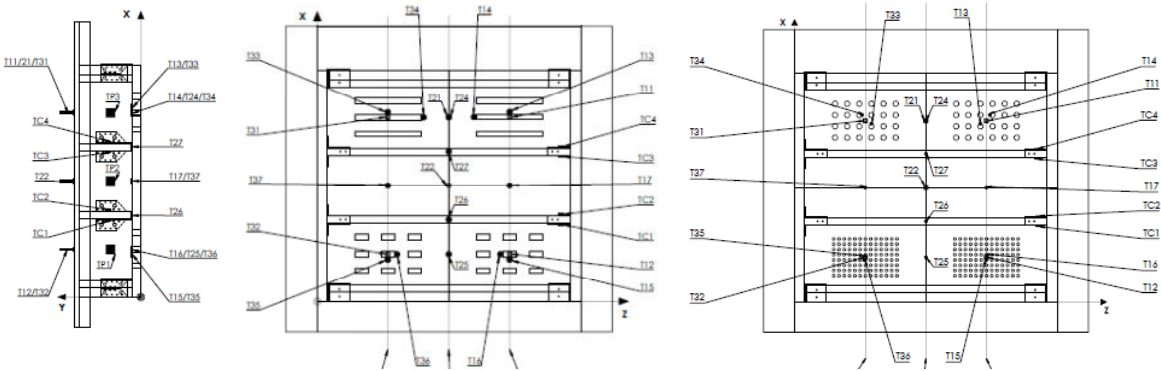 X
T11/21/T31
T13/T33
TP3
T14/T24/T34
TC4
TC3
T27
T22
TP2
T17/T37
TC2
T26
TC1
TP1
T16/T25/T36
T12/T32
T15/T35
Y
X
T34
T14
T33
T13
T21
T24
T11
T31
TC4
TC3
T27
T22
T37
T17
T26
TC2
TC1
T32
T12
T25
T15
T35
Z
T36
T16
X
T33
T13
T34
T14
T21
T24
T11
T31
TC4
TC3
T27
T37
T22
T17
T26
TC2
TC1
T35
T16
T25
T12
T32
Z
T36
T15